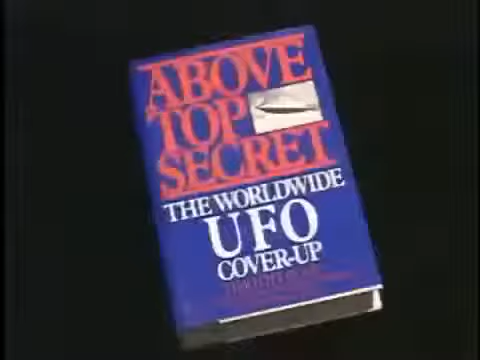 ABOVE
TOP
SECRET
THE WORLDWIDE
UFO
COVER-UP